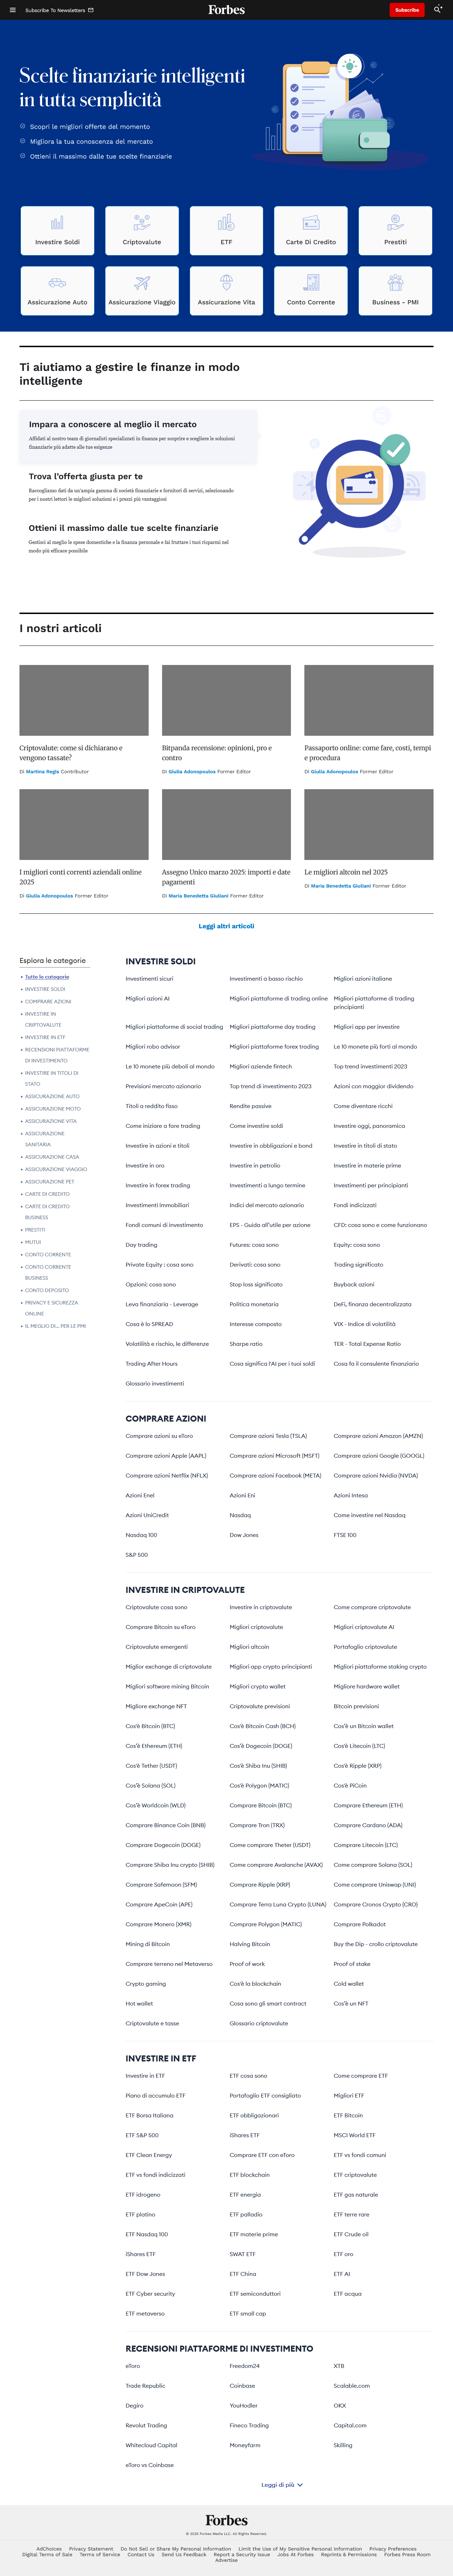 Subscribe To Newsletters
Forbes
Subscribe
Scelte finanziarie intelligenti
in tutta semplicità
Scopri le migliori offerte del momento
Migliora la tua conoscenza del mercato
Ottieni il massimo dalle tue scelte finanziarie
Investire Soldi
Criptovalute
ETF
Carte Di Credito
Prestiti
Assicurazione Auto
Assicurazione Viaggio
Assicurazione Vita
Conto Corrente
Business - PMI
Ti aiutiamo a gestire le finanze in modo
intelligente
Impara a conoscere al meglio il mercato
Affidati al nostro team di giornalisti specializzati in finanza per scoprire e scegliere le soluzioni
finanziarie più adatte alle tue esigenze
Trova l'offerta giusta per te
Raccogliamo dati da un'ampia gamma di società finanziarie e fornitori di servizi, selezionando
per i nostri lettori le migliori soluzioni e i prezzi più vantaggiosi
Ottieni il massimo dalle tue scelte finanziarie
Gestisci al meglio le spese domestiche e la finanza personale e fai fruttare i tuoi risparmi nel
modo più efficace possibile
I nostri articoli
Criptovalute: come si dichiarano e
vengono tassate?
Di Martina Regis Contributor
Bitpanda recensione: opinioni, pro e
contro
Di Giulia Adonopoulos Former Editor
Passaporto online: come fare, costi, tempi
e procedura
Di Giulia Adonopoulos Former Editor
I migliori conti correnti aziendali online
2025
Di Giulia Adonopoulos Former Editor
Assegno Unico marzo 2025: importi e date
pagamenti
Di Maria Benedetta Giuliani Former Editor
Le migliori altcoin nel 2025
Di Maria Benedetta Giuliani Former Editor
Leggi altri articoli
Esplora le categorie
Tutte le categorie
INVESTIRE SOLDI
COMPRARE AZIONI
INVESTIRE IN
CRIPTOVALUTE
INVESTIRE IN ETF
RECENSIONI PIATTAFORME
DI INVESTIMENTO
INVESTIRE IN TITOLI DI
STATO
ASSICURAZIONE AUTO
ASSICURAZIONE MOTO
ASSICURAZIONE VITA
ASSICURAZIONE
SANITARIA
ASSICURAZIONE CASA
ASSICURAZIONE VIAGGIO
ASSICURAZIONE PET
CARTE DI CREDITO
CARTE DI CREDITO
BUSINESS
PRESTITI
MUTUI
CONTO CORRENTE
CONTO CORRENTE
BUSINESS
CONTO DEPOSITO
PRIVACY E SICUREZZA
ONLINE
IL MEGLIO DI... PER LE PMI
INVESTIRE SOLDI
Investimenti sicuri
Investimenti a basso rischio
Migliori azioni italiane
Migliori azioni AI
Migliori piattaforme di trading online
Migliori piattaforme di trading
principianti
Migliori piattaforme di social trading
Migliori piattaforme day trading
Migliori app per investire
Migliori robo advisor
Migliori piattaforme forex trading
Le 10 monete più forti al mondo
Le 10 monete più deboli al mondo
Migliori aziende fintech
Top trend investimenti 2023
Previsioni mercato azionario
Top trend di investimento 2023
Azioni con maggior dividendo
Titoli a reddito fisso
Rendite passive
Come diventare ricchi
Come iniziare a fare trading
Come investire soldi
Investire oggi, panoramica
Investire in azioni e titoli
Investire in obbligazioni e bond
Investire in titoli di stato
Investire in oro
Investire in petrolio
Investire in materie prime
Investire in forex trading
Investimenti a lungo termine
Investimenti per principianti
Investimenti immobiliari
Indici del mercato azionario
Fondi indicizzati
Fondi comuni di investimento
EPS - Guida all'utile per azione
CFD: cosa sono e come funzionano
Day trading
Futures: cosa sono
Equity: cosa sono
Private Equity : cosa sono
Derivati: cosa sono
Trading significato
Opzioni: cosa sono
Stop loss significato
Buyback azioni
Leva finanziaria - Leverage
Politica monetaria
DeFi, finanza decentralizzata
Cosa è lo SPREAD
Interesse composto
VIX - Indice di volatilità
Volatilità e rischio, le differenze
Sharpe ratio
TER - Total Expense Ratio
Trading After Hours
Cosa significa l'AI per i tuoi soldi
Cosa fa il consulente finanziario
Glossario investimenti
COMPRARE AZIONI
Comprare azioni su eToro
Comprare azioni Tesla (TSLA)
Comprare azioni Amazon (AMZN)
Comprare azioni Apple (AAPL)
Comprare azioni Microsoft (MSFT)
Comprare azioni Google (GOOGL)
Comprare azioni Netflix (NFLX)
Comprare azioni Facebook (META)
Comprare azioni Nvidia (NVDA)
Azioni Enel
Azioni Eni
Azioni Intesa
Azioni UniCredit
Nasdaq
Come investire nel Nasdaq
Nasdaq 100
Dow Jones
FTSE 100
S&P 500
INVESTIRE IN CRIPTOVALUTE
Criptovalute cosa sono
Investire in criptovalute
Come comprare criptovalute
Comprare Bitcoin su eToro
Migliori criptovalute
Migliori criptovalute AI
Criptovalute emergenti
Migliori altcoin
Portafoglio criptovalute
Miglior exchange di criptovalute
Migliori app crypto principianti
Migliori piattaforme staking crypto
Migliori software mining Bitcoin
Migliori crypto wallet
Migliore hardware wallet
Migliore exchange NFT
Criptovalute previsioni
Bitcoin previsioni
Cos'è Bitcoin (BTC)
Cos'è Bitcoin Cash (BCH)
Cos'è un Bitcoin wallet
Cos'è Ethereum (ETH)
Cos'è Dogecoin (DOGE)
Cos'è Litecoin (LTC)
Cos'è Tether (USDT)
Cos'è Shiba Inu (SHIB)
Cos'è Ripple (XRP)
Cos'è Solana (SOL)
Cos'è Polygon (MATIC)
Cos'è PiCoin
Cos'è Worldcoin (WLD)
Comprare Bitcoin (BTC)
Comprare Ethereum (ETH)
Comprare Binance Coin (BNB)
Comprare Tron (TRX)
Comprare Cardano (ADA)
Comprare Dogecoin (DOGE)
Come comprare Theter (USDT)
Comprare Litecoin (LTC)
Comprare Shiba Inu crypto (SHIB)
Come comprare Avalanche (AVAX)
Come comprare Solana (SOL)
Comprare Safemoon (SFM)
Comprare Ripple (XRP)
Come comprare Uniswap (UNI)
Comprare ApeCoin (APE)
Comprare Terra Luna Crypto (LUNA)
Comprare Cronos Crypto (CRO)
Comprare Monero (XMR)
Comprare Polygon (MATIC)
Comprare Polkadot
Mining di Bitcoin
Halving Bitcoin
Buy the Dip - crollo criptovalute
Comprare terreno nel Metaverso
Proof of work
Proof of stake
Crypto gaming
Cos'è la blockchain
Cold wallet
Hot wallet
Cosa sono gli smart contract
Cos'è un NFT
Criptovalute e tasse
Glossario criptovalute
INVESTIRE IN ETF
Investire in ETF
ETF cosa sono
Come comprare ETF
Piano di accumulo ETF
Portafoglio ETF consigliato
Migliori ETF
ETF Borsa Italiana
ETF obbligazionari
ETF Bitcoin
ETF S&P 500
iShares ETF
MSCI World ETF
ETF Clean Energy
Comprare ETF con eToro
ETF vs fondi comuni
ETF vs fondi indicizzati
ETF blockchain
ETF criptovalute
ETF idrogeno
ETF energia
ETF gas naturale
ETF platino
ETF palladio
ETF terre rare
ETF Nasdaq 100
ETF materie prime
ETF Crude oil
iShares ETF
SWAT ETF
ETF oro
ETF Dow Jones
ETF China
ETF AI
ETF Cyber security
ETF semiconduttori
ETF acqua
ETF metaverso
ETF small cap
RECENSIONI PIATTAFORME DI INVESTIMENTO
eToro
Freedom24
XTB
Trade Republic
Coinbase
Scalable.com
Degiro
YouHodler
OKX
Revolut Trading
Fineco Trading
Capital.com
Whitecloud Capital
Moneyfarm
Skilling
eToro vs Coinbase
Leggi di più
Forbes
© 2025 Forbes Media LLC. All Rights Reserved.
AdChoices
Privacy Statement
Do Not Sell or Share My Personal Information
Limit the Use of My Sensitive Personal Information
Privacy Preferences
Digital Terms of Sale
Terms of Service
Contact Us
Send Us Feedback
Report a Security Issue
Jobs At Forbes
Reprints & Permissions
Forbes Press Room
Advertise